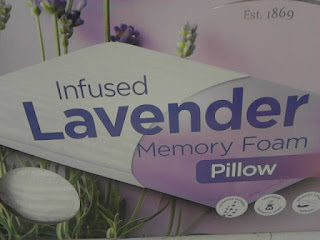 Est. 1869
Infused
Lavender
Memory Foam
Pillow